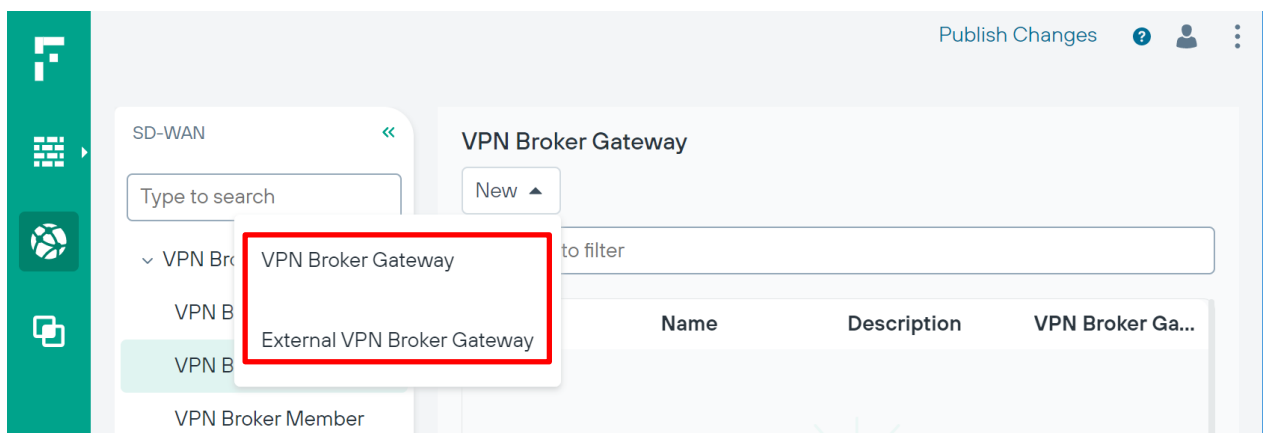 Publish Changes
SD-WAN
Type to search
VPN Bro
VPN B
VPN B
VPN Broker Member
VPN Broker Gateway
New
VPN Broker Gateway
External VPN Broker Gateway
to filter
Name
Description
VPN Broker Ga...